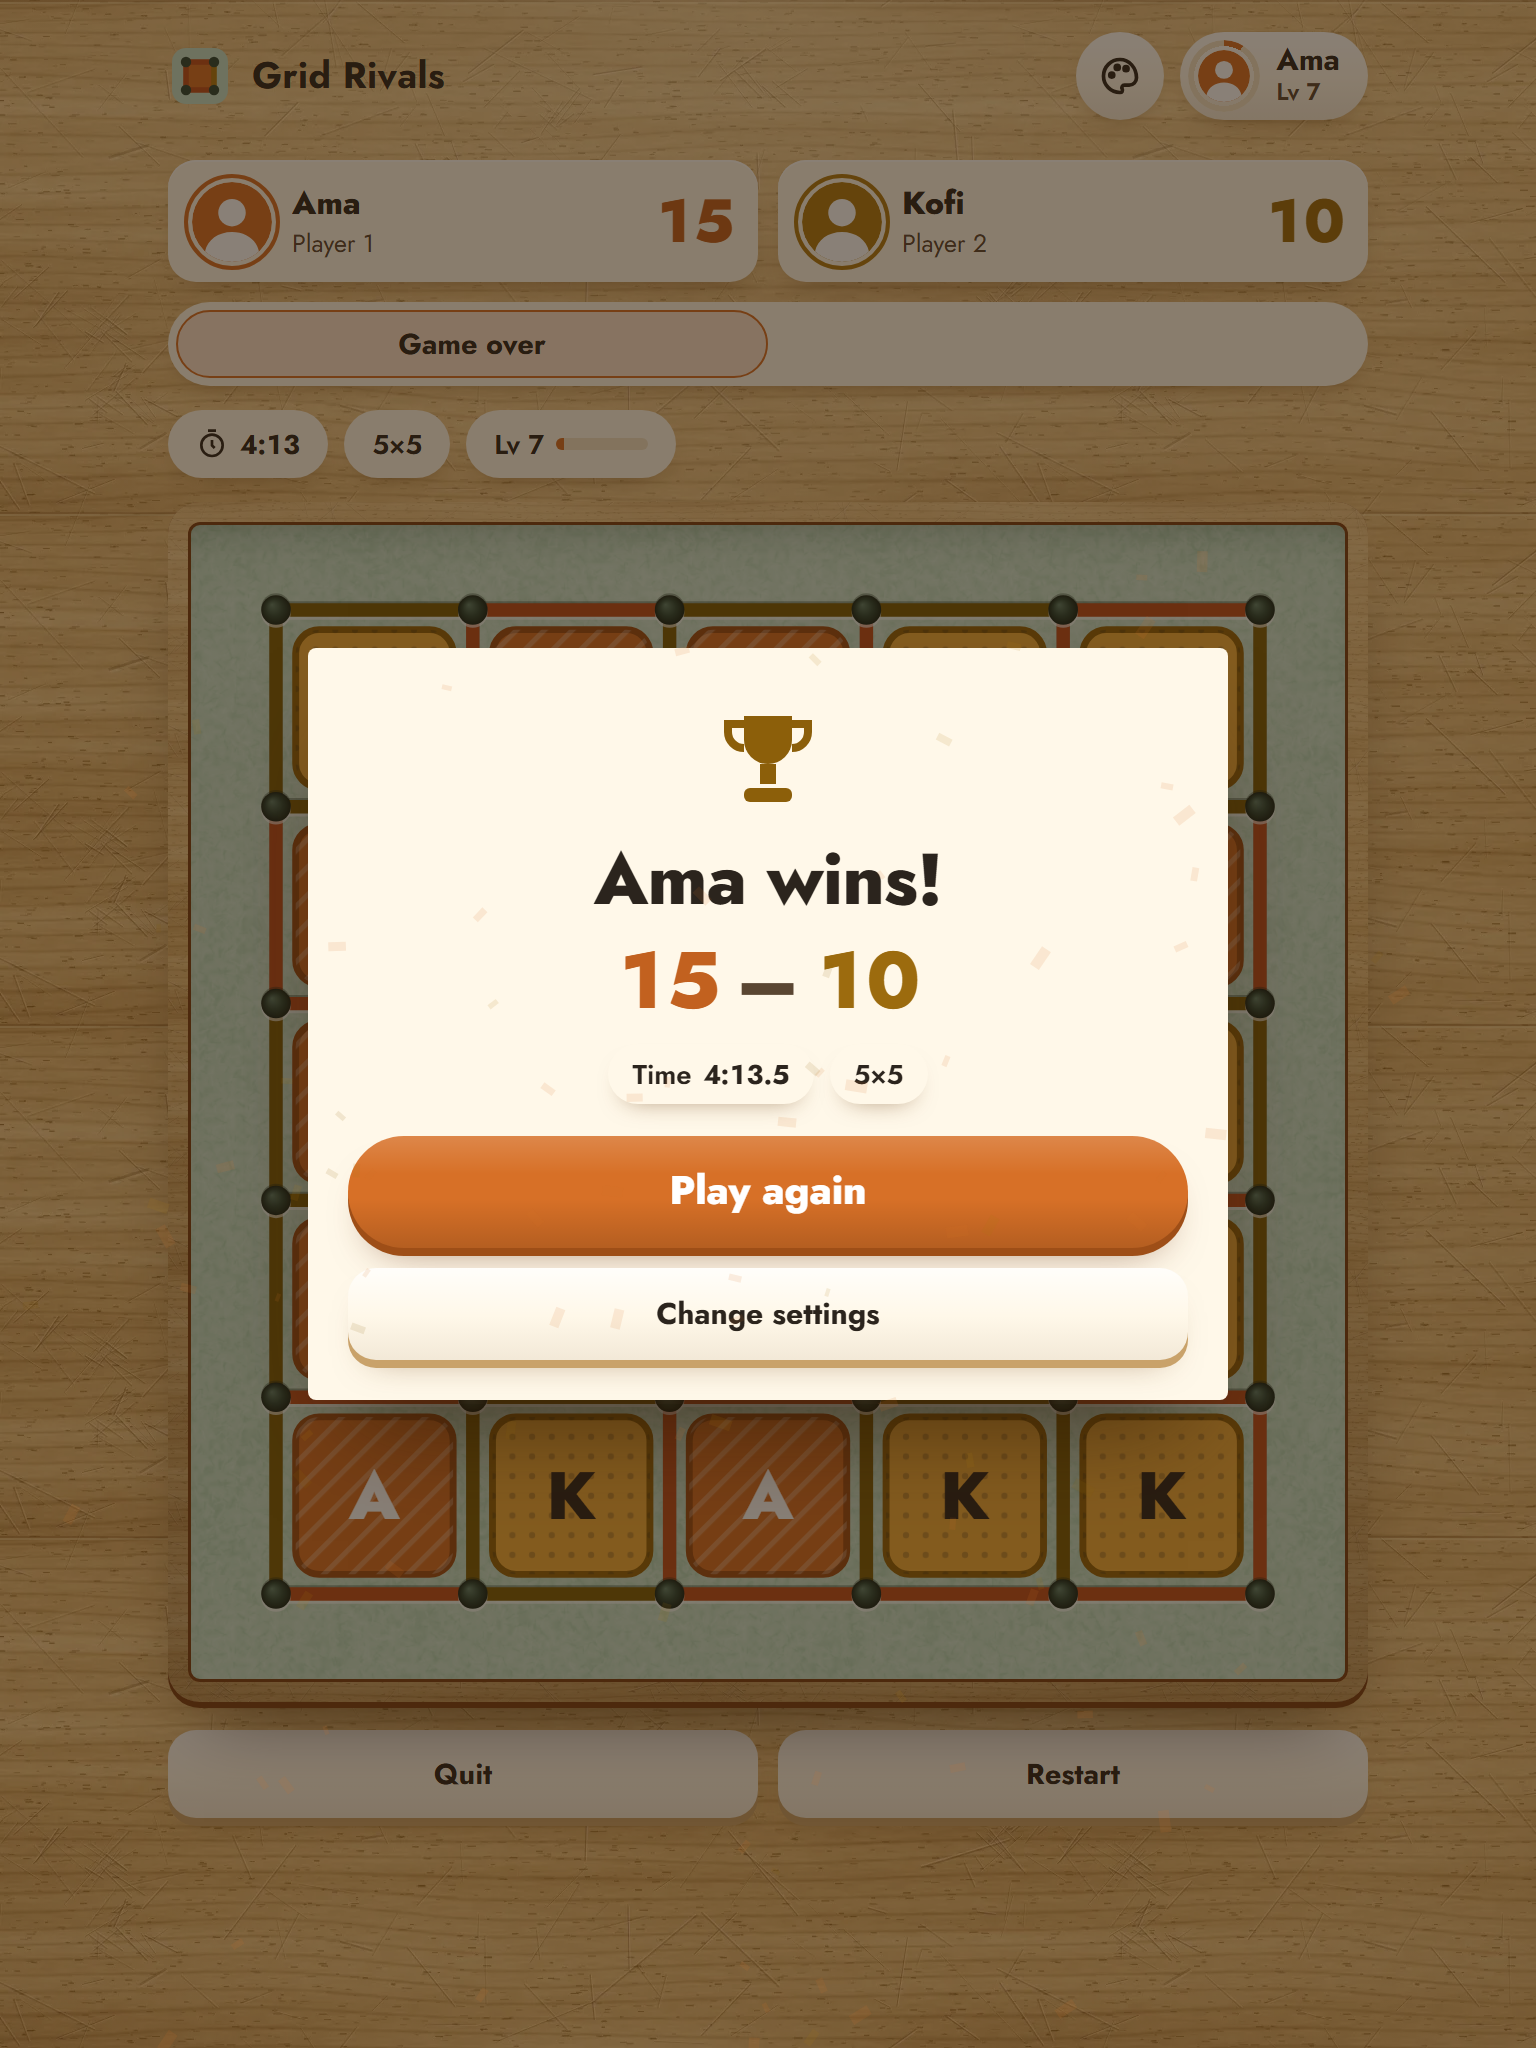 Grid Rivals
Ama
Lv 7
Ama
Player 1
15
Kofi
Player 2
10
Game over
4:13
5×5
Lv 7
Ama wins!
15 – 10
Time 4:13.5
5×5
Play again
Change settings
A K A K K
Quit
Restart